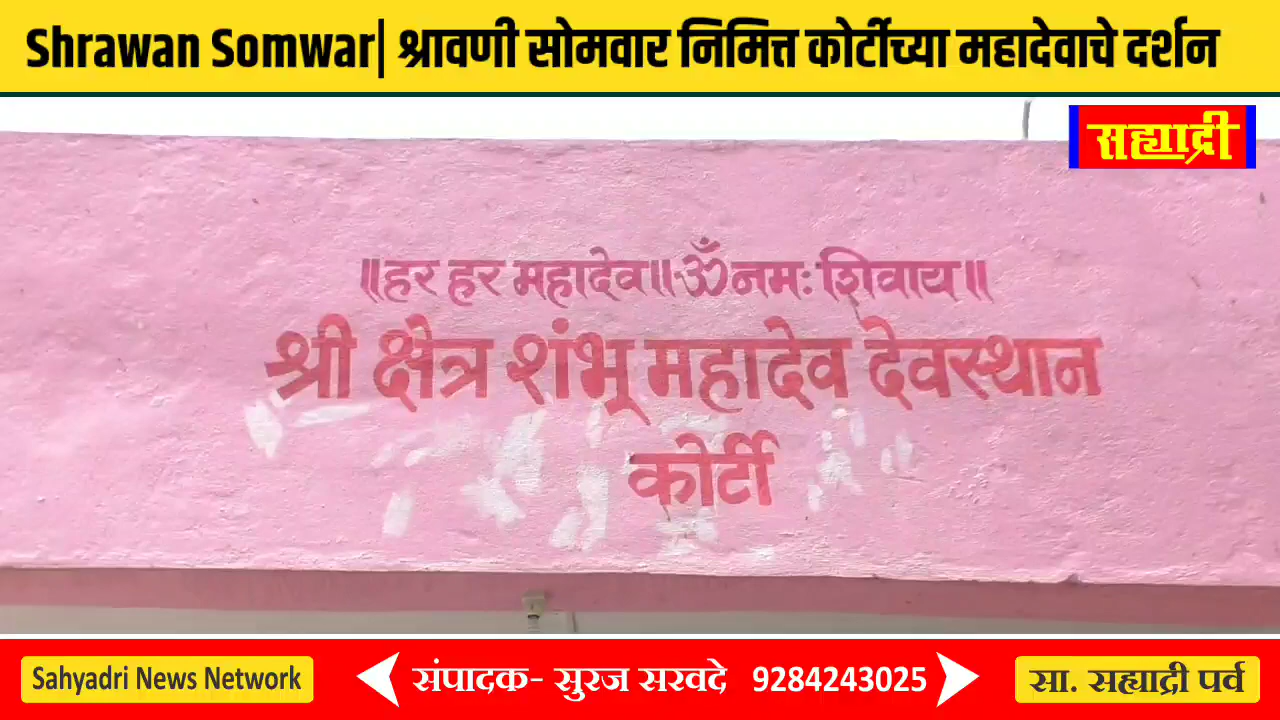 Shrawan Somwar| श्रावणी सोमवार निमित्त कोर्टीच्या महादेवाचे दर्शन
सह्याद्री
॥हर हर महादेव॥ॐ नमः शिवाय॥
श्री क्षेत्र शंभू महादेव देवस्थान
कोर्टी
Sahyadri News Network
संपादक- सुरज सरवदे 9284243025
सा. सह्याद्री पर्व